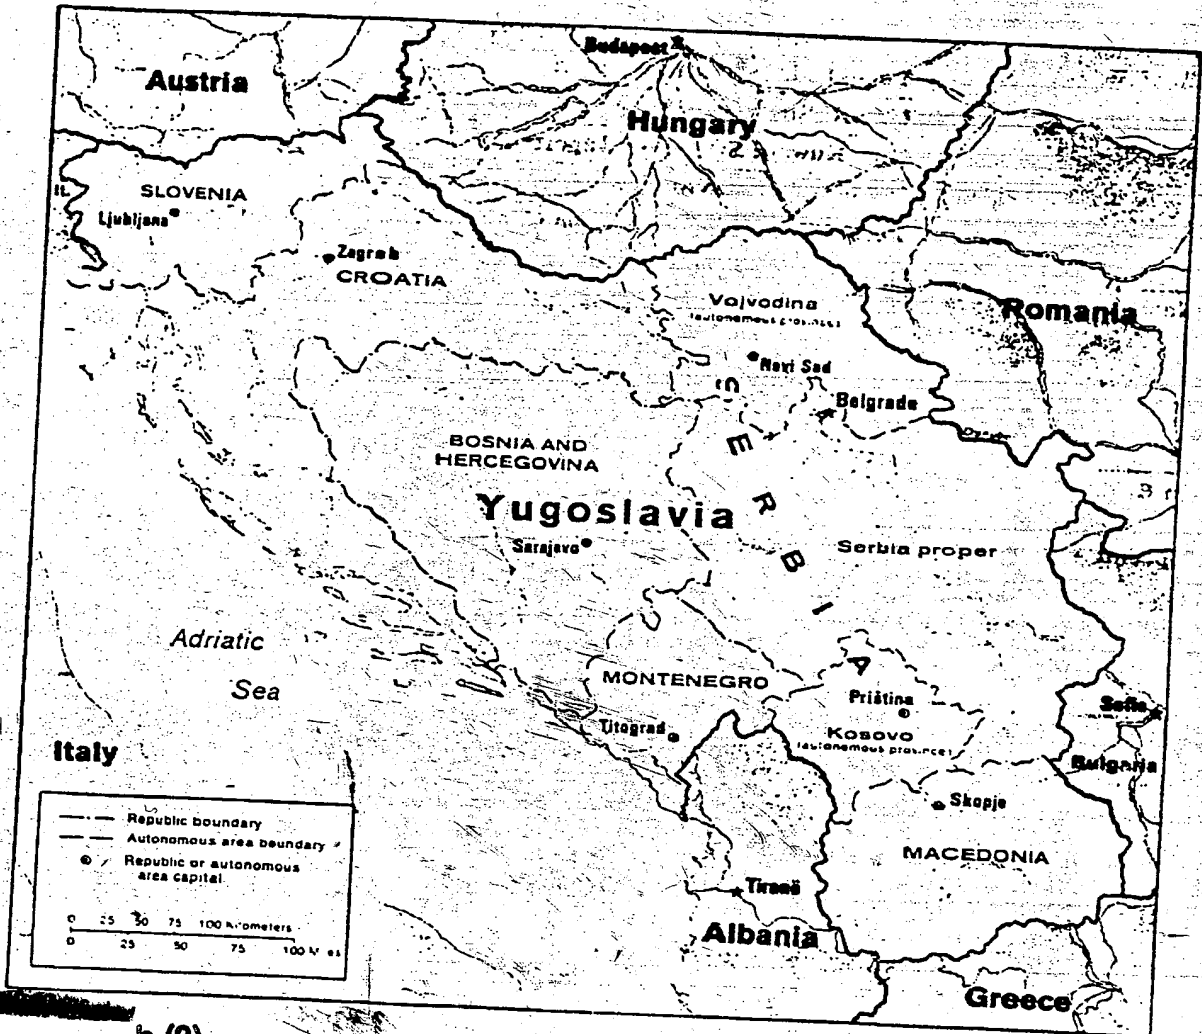 Budapest
Austria
Hungary
SLOVENIA
Ljubljana
Zagreb
CROATIA
Vojvodina
(autonomous province)
Romania
Novi Sad
Belgrade
BOSNIA AND
HERCEGOVINA
SERBIA
Yugoslavia
Sarajevo
Serbia proper
Adriatic
Sea
MONTENEGRO
Priština
Sofia
Titograd
Kosovo
(autonomous province)
Italy
Bulgaria
Skopje
MACEDONIA
Tiranë
Albania
Greece
Republic boundary
Autonomous area boundary
Republic or autonomous
area capital
0 25 50 75 100 Kilometers
0 25 50 75 100 Miles